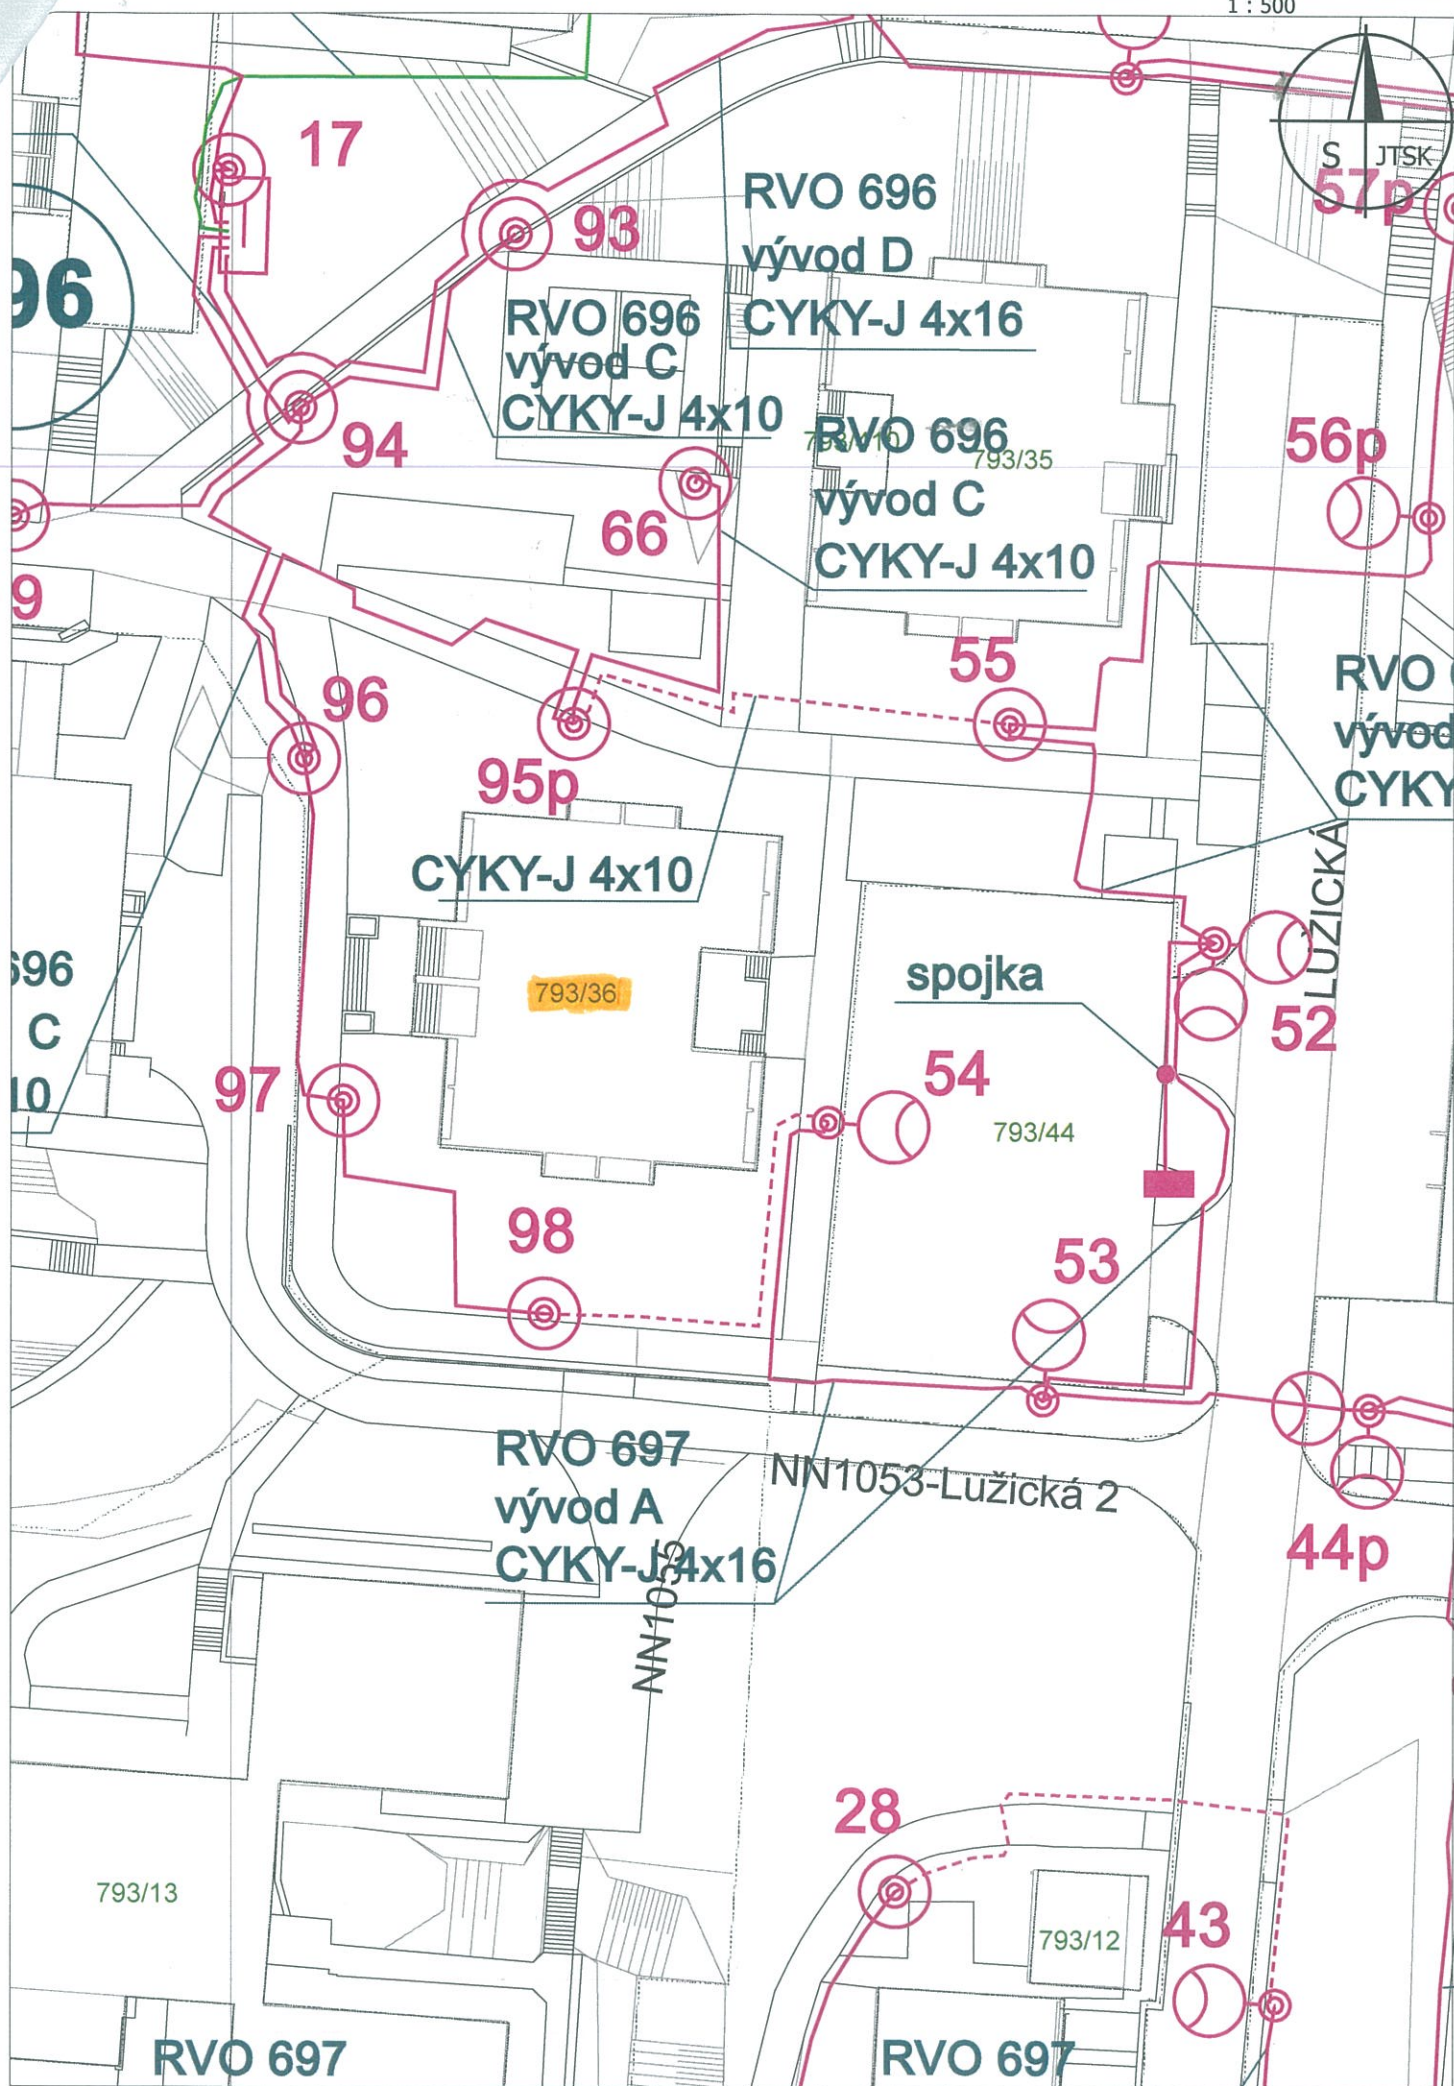 1 : 500
S JTSK
17
57p
93
RVO 696
vývod D
CYKY-J 4x16
96
RVO 696
vývod C
CYKY-J 4x10
94
RVO 696
793/35
vývod C
CYKY-J 4x10
56p
66
9
55
RVO
vývod
CYKY
96
95p
CYKY-J 4x10
LUŽICKÁ
696
C
10
793/36
spojka
52
97
54
793/44
98
53
RVO 697
vývod A
CYKY-J 4x16
NN1053-Lužická 2
NN1055
44p
28
793/13
793/12
43
RVO 697
RVO 697